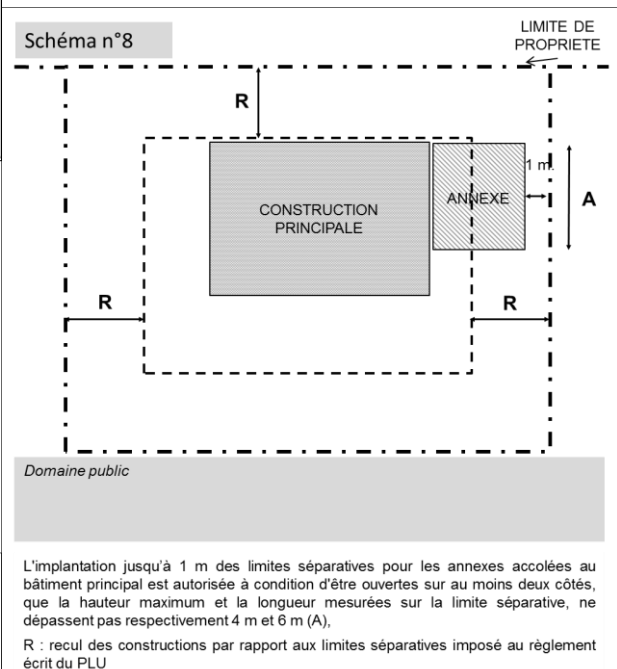 Schéma n°8
LIMITE DE
PROPRIETE
R
1 m.
CONSTRUCTION
PRINCIPALE
ANNEXE
A
R
R
Domaine public
L'implantation jusqu'à 1 m des limites séparatives pour les annexes accolées au
bâtiment principal est autorisée à condition d'être ouvertes sur au moins deux côtés,
que la hauteur maximum et la longueur mesurées sur la limite séparative, ne
dépassent pas respectivement 4 m et 6 m (A),
R : recul des constructions par rapport aux limites séparatives imposé au règlement
écrit du PLU